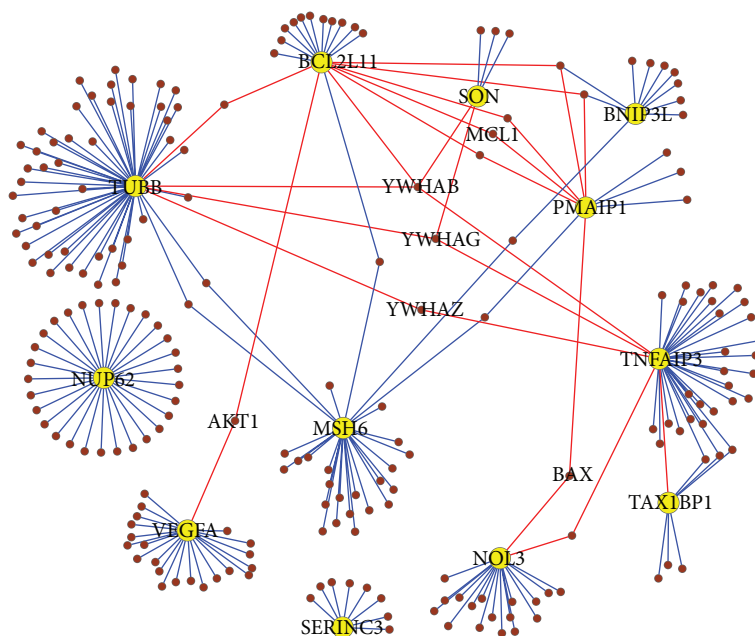 BCL2L11
SON
BNIP3L
MCL1
TUBB
YWHAB
PMAIP1
YWHAG
YWHAZ
TNFAIP3
NUP62
AKT1
MSH6
BAX
TAX1BP1
VEGFA
NOL3
SERINC3